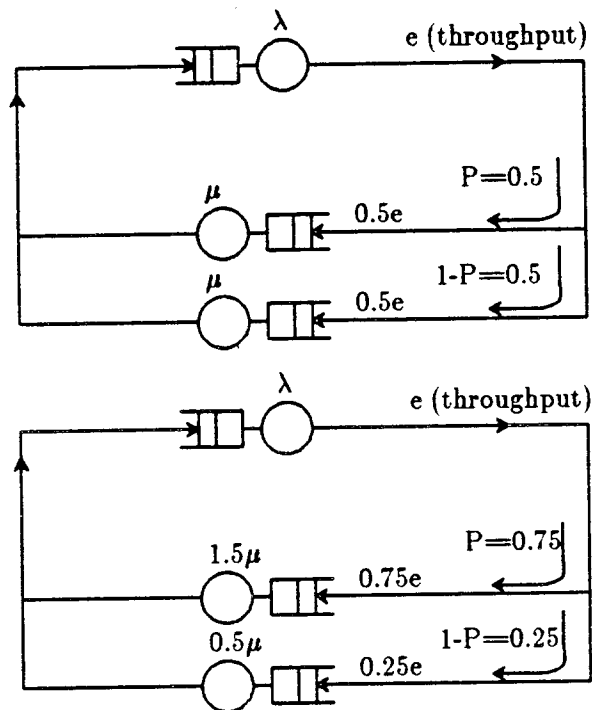 λ
e (throughput)
P=0.5
μ
0.5e
1-P=0.5
μ
0.5e
λ
e (throughput)
P=0.75
1.5μ
0.75e
1-P=0.25
0.5μ
0.25e